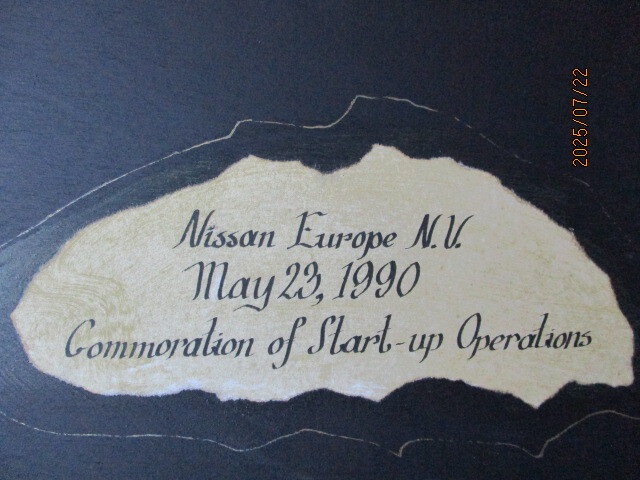 Nissan Europe N.V.
May 23, 1990
Commoration of Start-up Operations
2025/07/22